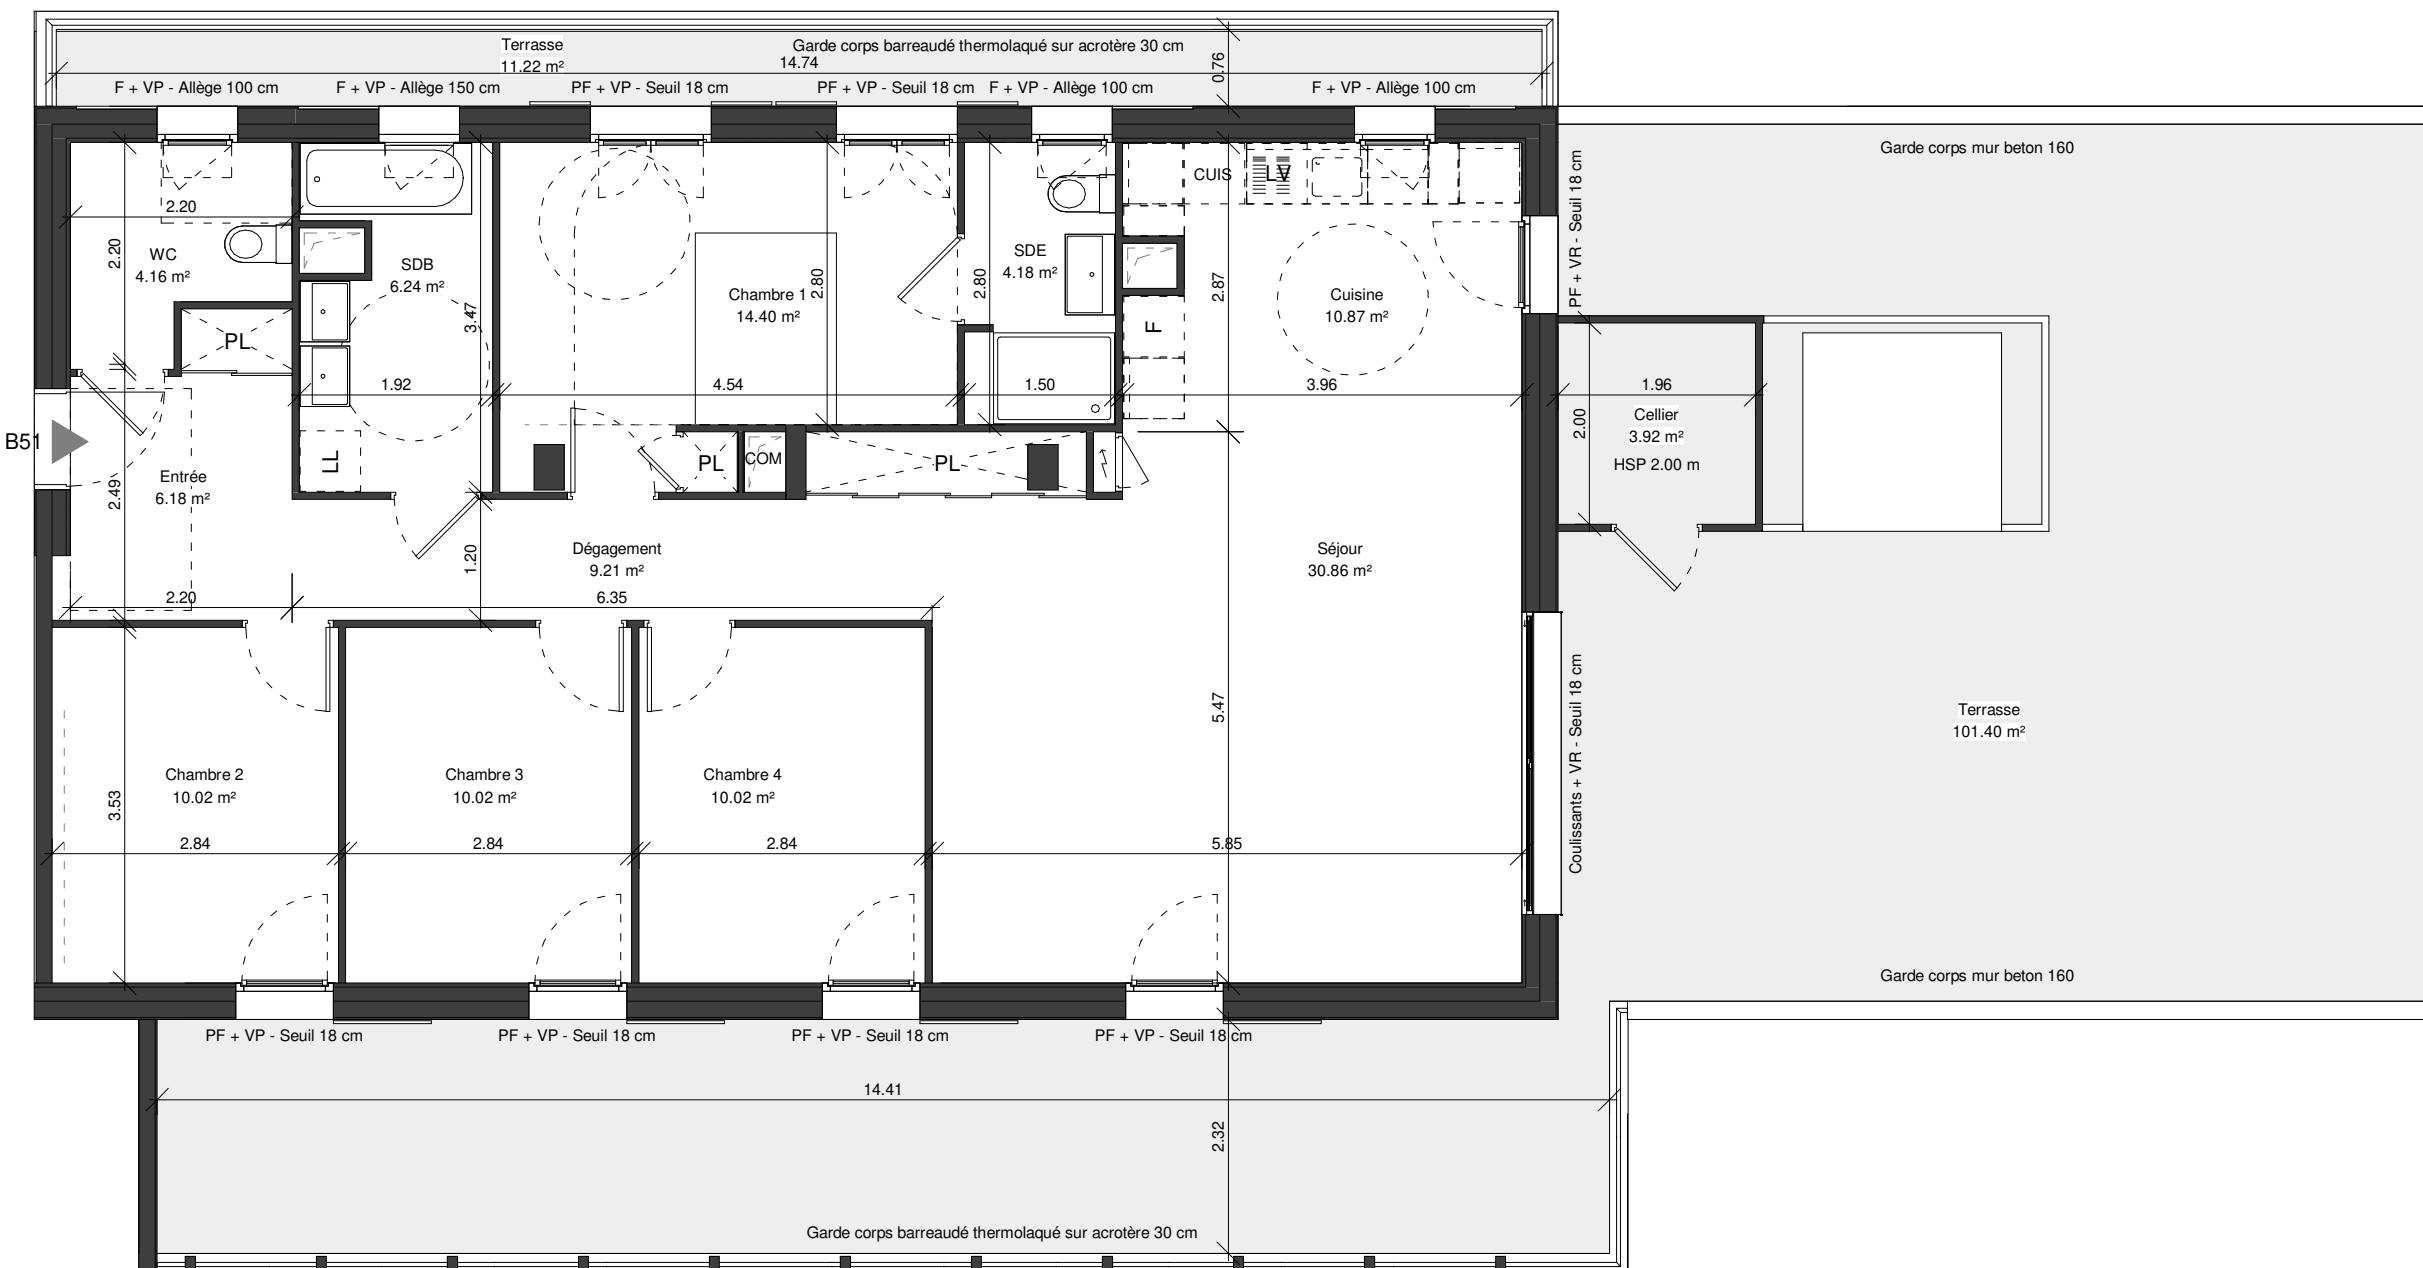 Terrasse
11.22 m²
Garde corps barreaudé thermolaqué sur acrotère 30 cm
14.74
0.76
F + VP - Allège 100 cm
F + VP - Allège 150 cm
PF + VP - Seuil 18 cm
PF + VP - Seuil 18 cm
F + VP - Allège 100 cm
F + VP - Allège 100 cm
Garde corps mur beton 160
PF + VR - Seuil 18 cm
CUIS
LV
2.20
2.20
WC
4.16 m²
SDB
6.24 m²
3.47
Chambre 1
14.40 m²
2.80
2.80
SDE
4.18 m²
2.87
Cuisine
10.87 m²
F
PL
1.92
4.54
1.50
3.96
1.96
Cellier
3.92 m²
HSP 2.00 m
2.00
B51
Entrée
6.18 m²
2.49
LL
PL
COM
PL
1.20
Dégagement
9.21 m²
Séjour
30.86 m²
2.20
6.35
Coulissants + VR - Seuil 18 cm
5.47
Terrasse
101.40 m²
Chambre 2
10.02 m²
Chambre 3
10.02 m²
Chambre 4
10.02 m²
3.53
2.84
2.84
2.84
5.85
Garde corps mur beton 160
PF + VP - Seuil 18 cm
PF + VP - Seuil 18 cm
PF + VP - Seuil 18 cm
PF + VP - Seuil 18 cm
14.41
2.32
Garde corps barreaudé thermolaqué sur acrotère 30 cm